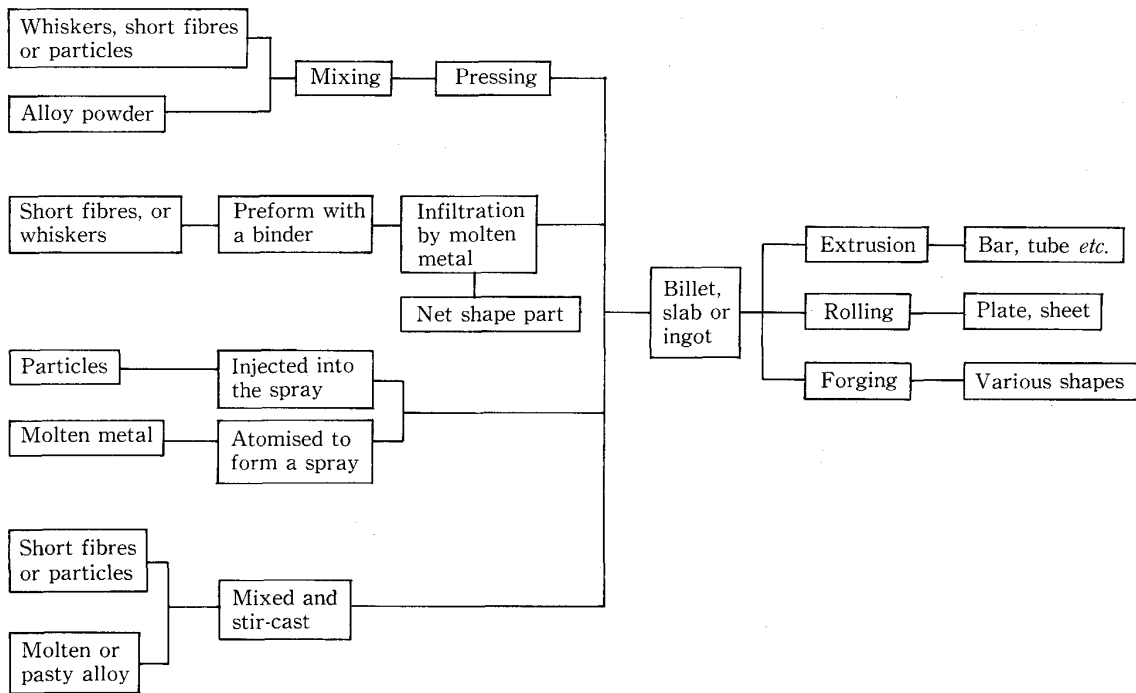 Whiskers, short fibres
or particles
Alloy powder
Mixing
Pressing
Short fibres, or
whiskers
Preform with
a binder
Infiltration
by molten
metal
Net shape part
Particles
Injected into
the spray
Molten metal
Atomised to
form a spray
Short fibres
or particles
Molten or
pasty alloy
Mixed and
stir-cast
Billet,
slab or
ingot
Extrusion
Bar, tube etc.
Rolling
Plate, sheet
Forging
Various shapes